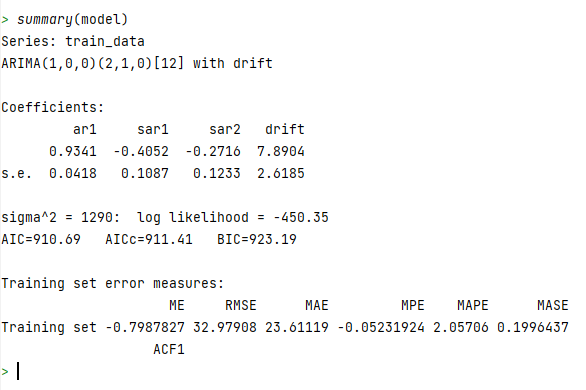 > summary(model)
Series: train_data
ARIMA(1,0,0)(2,1,0)[12] with drift
Coefficients:
ar1 sar1 sar2 drift
0.9341 -0.4052 -0.2716 7.8904
s.e. 0.0418 0.1087 0.1233 2.6185
sigma^2 = 1290: log likelihood = -450.35
AIC=910.69 AICc=911.41 BIC=923.19
Training set error measures:
ME RMSE MAE MPE MAPE MASE
Training set -0.7987827 32.97908 23.61119 -0.05231924 2.05706 0.1996437
ACF1
>